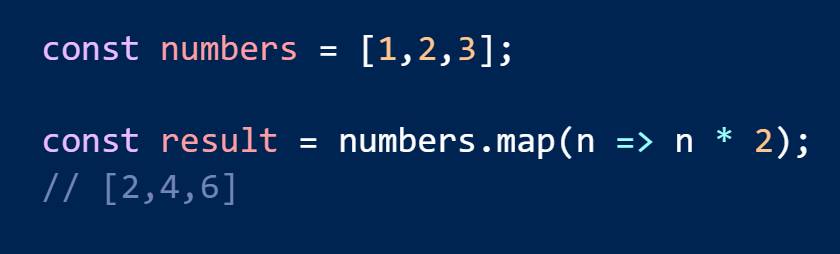 const numbers = [1,2,3];
const result = numbers.map(n => n * 2);
// [2,4,6]